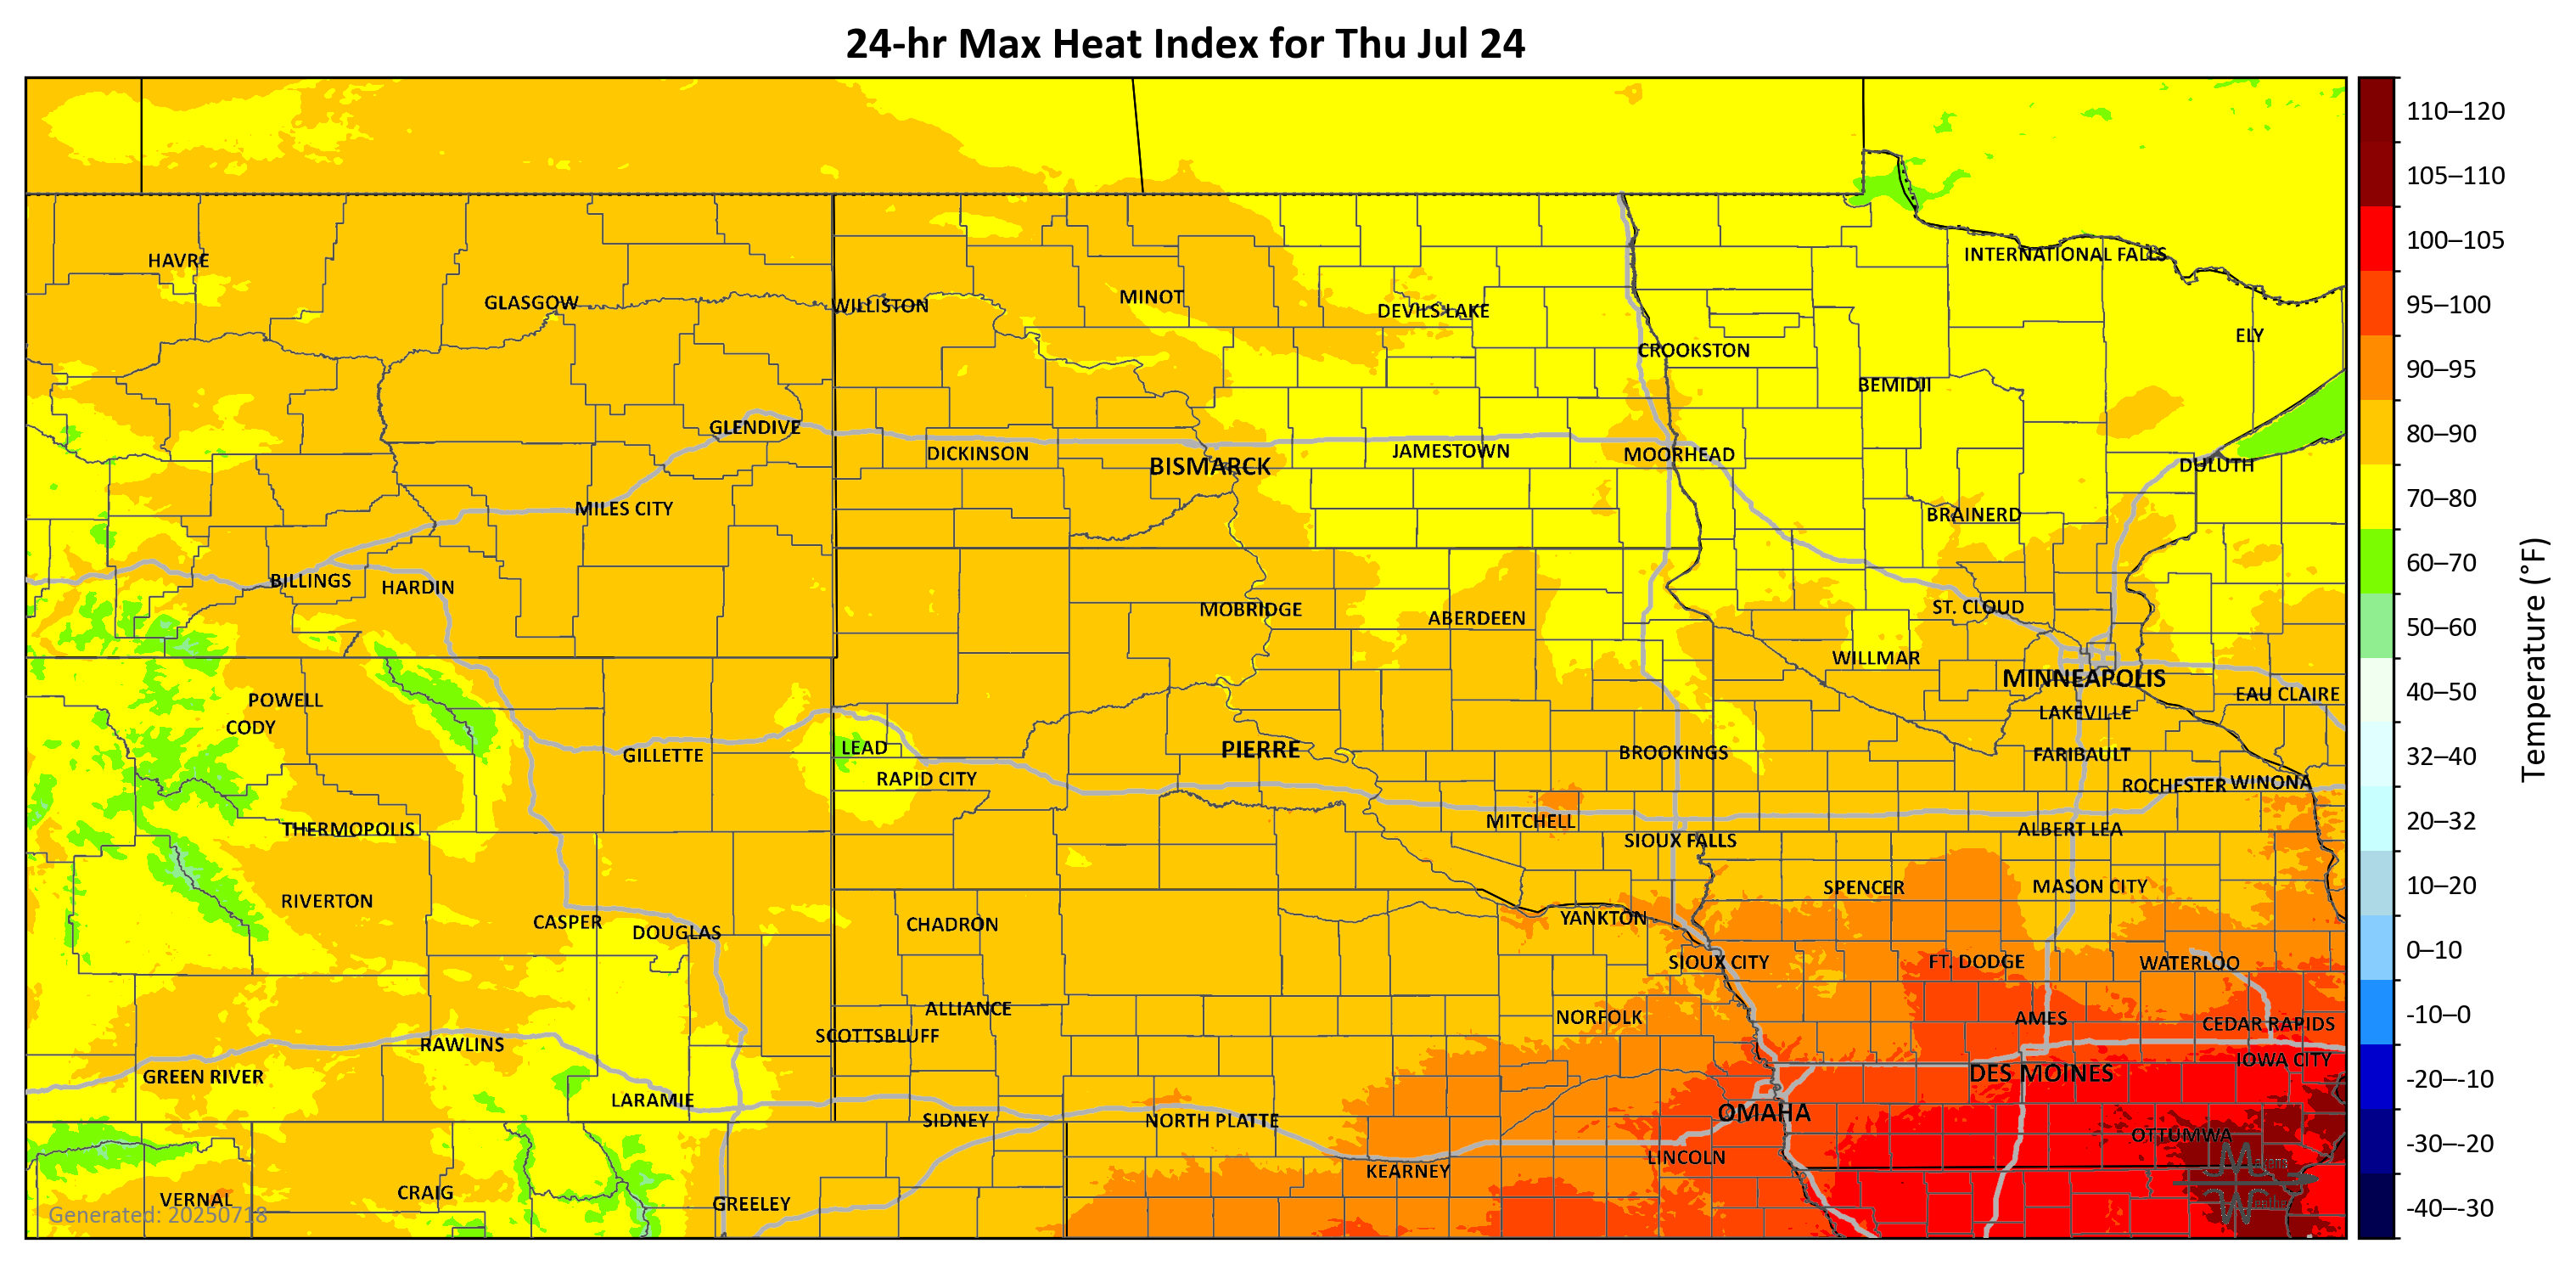 24-hr Max Heat Index for Thu Jul 24
INTERNATIONAL FALLS
HAVRE
GLASGOW
WILLISTON
MINOT
DEVILS LAKE
ELY
CROOKSTON
BEMIDJI
GLENDIVE
DICKINSON
BISMARCK
JAMESTOWN
MOORHEAD
DULUTH
MILES CITY
BRAINERD
BILLINGS
HARDIN
MOBRIDGE
ABERDEEN
ST. CLOUD
WILLMAR
MINNEAPOLIS
EAU CLAIRE
POWELL
CODY
LAKEVILLE
GILLETTE
LEAD
PIERRE
BROOKINGS
FARIBAULT
RAPID CITY
ROCHESTER
WINONA
THERMOPOLIS
MITCHELL
SIOUX FALLS
ALBERT LEA
RIVERTON
CASPER
DOUGLAS
CHADRON
YANKTON
SPENCER
MASON CITY
SIOUX CITY
FT. DODGE
WATERLOO
ALLIANCE
SCOTTSBLUFF
NORFOLK
AMES
CEDAR RAPIDS
RAWLINS
IOWA CITY
GREEN RIVER
DES MOINES
LARAMIE
SIDNEY
NORTH PLATTE
OMAHA
OTTUMWA
KEARNEY
LINCOLN
VERNAL
CRAIG
GREELEY
Generated: 20250718
110–120
105–110
100–105
95–100
90–95
80–90
70–80
60–70
50–60
40–50
32–40
20–32
10–20
0–10
-10–0
-20–-10
-30–-20
-40–-30
Temperature (°F)